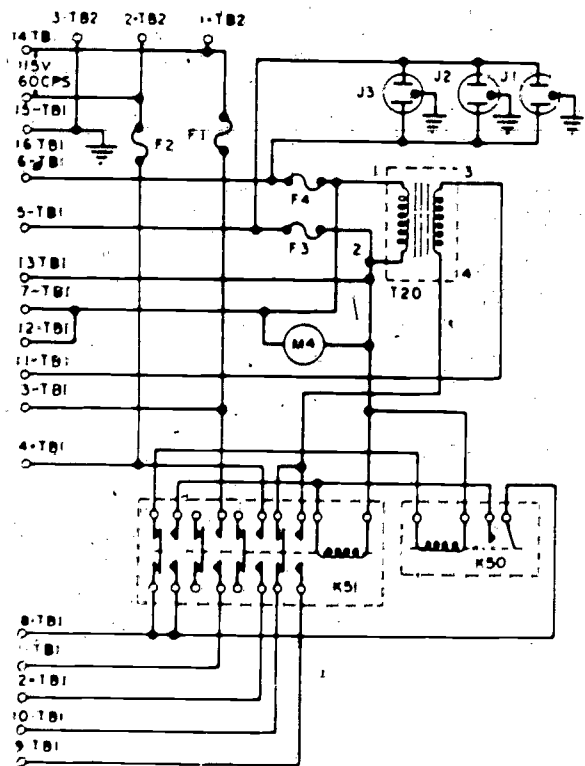 3-TB2 2-TB2 1-TB2
14 TB
115V
60CPS
15-TB1
16 TB1
6-TB1
5-TB1
13 TB1
7-TB1
12-TB1
11-TB1
3-TB1
4-TB1
8-TB1
-TB1
2-TB1
10-TB1
9 TB1
F2
F1
J3
J2
J1
F4
F3
1
3
2
4
T20
M4
K51
K50